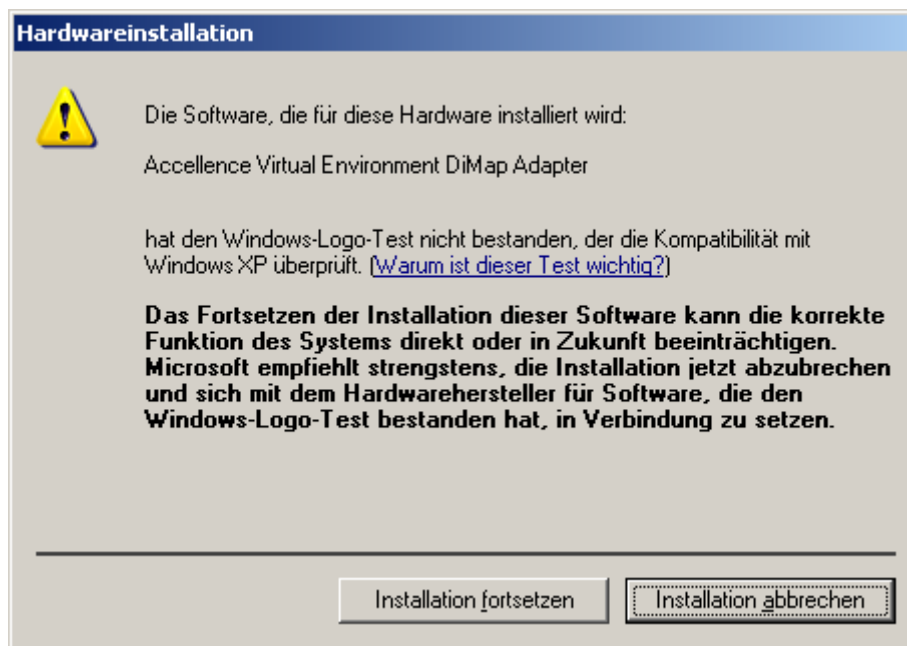 Hardwareinstallation
Die Software, die für diese Hardware installiert wird:
Accellence Virtual Environment DiMap Adapter
hat den Windows-Logo-Test nicht bestanden, der die Kompatibilität mit
Windows XP überprüft. (Warum ist dieser Test wichtig?)
Das Fortsetzen der Installation dieser Software kann die korrekte
Funktion des Systems direkt oder in Zukunft beeinträchtigen.
Microsoft empfiehlt strengstens, die Installation jetzt abzubrechen
und sich mit dem Hardwarehersteller für Software, die den
Windows-Logo-Test bestanden hat, in Verbindung zu setzen.
Installation fortsetzen
Installation abbrechen